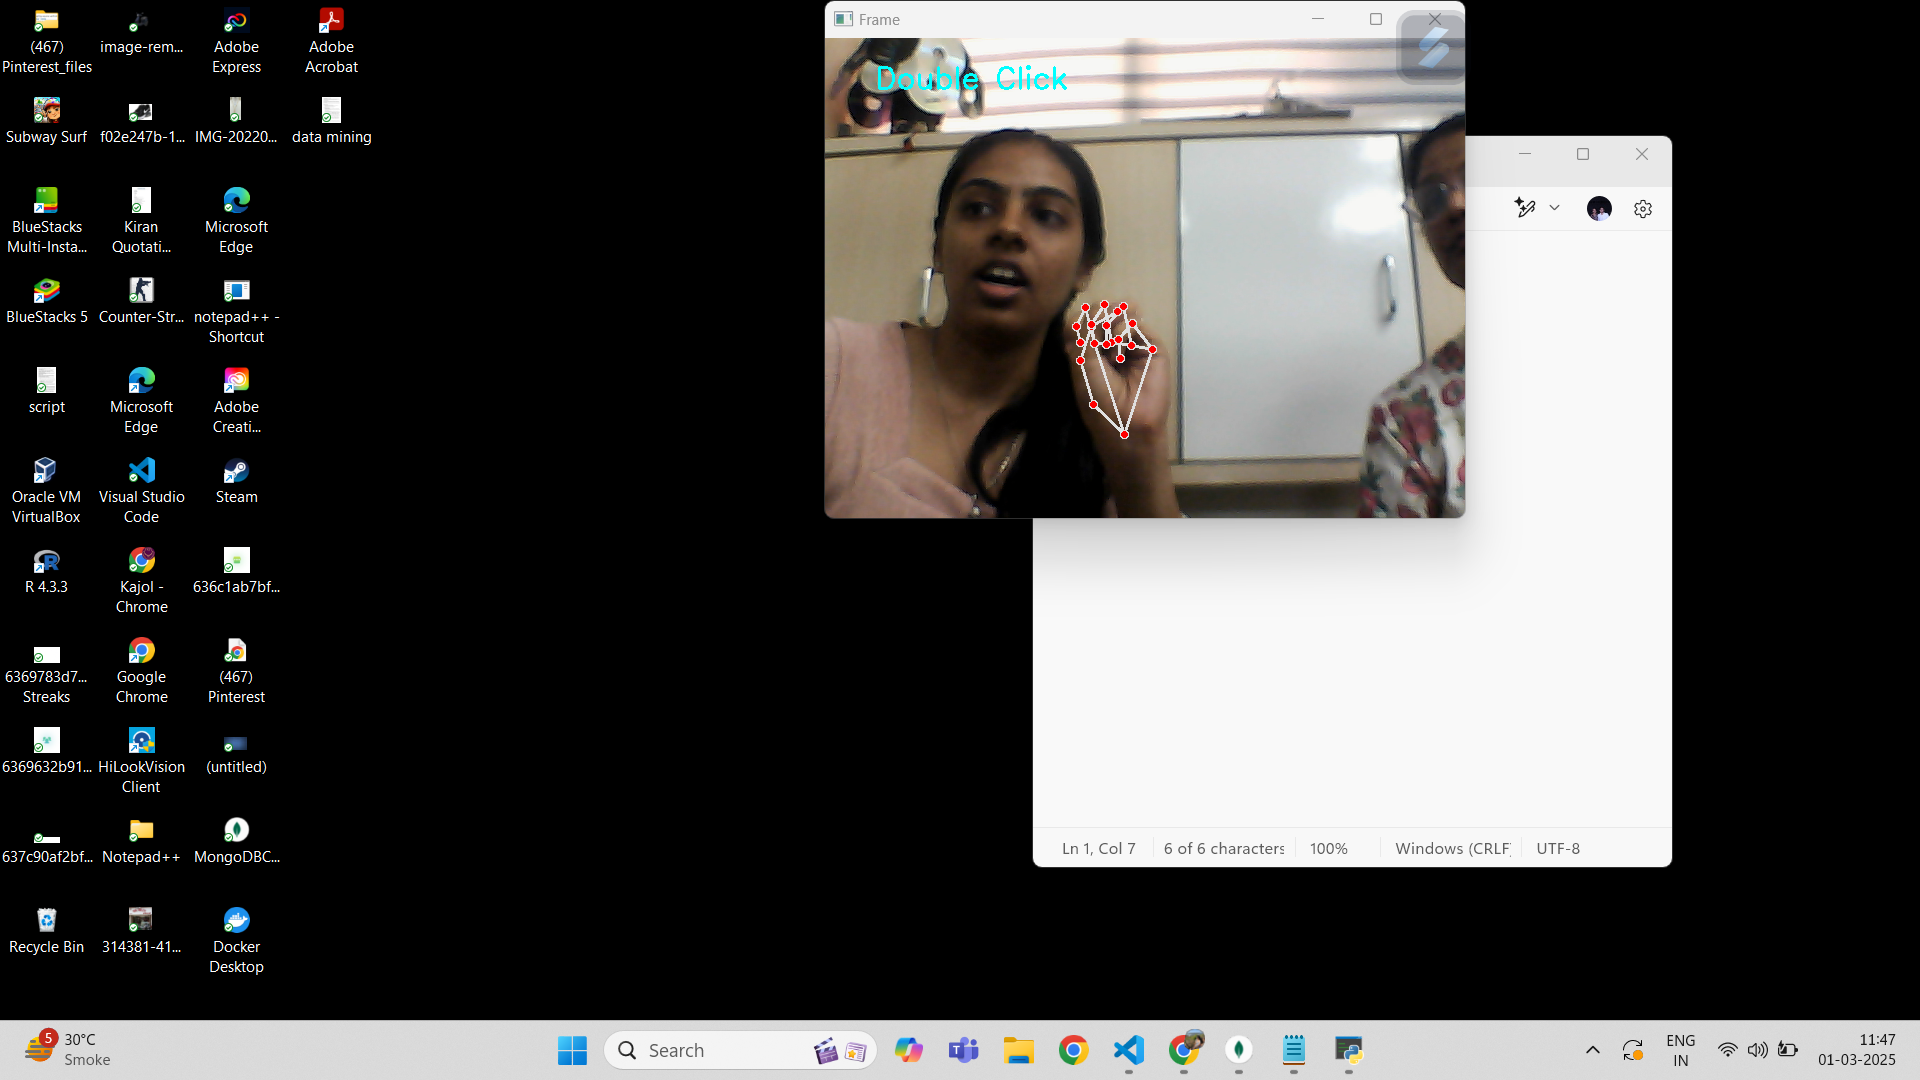 (467)
Pinterest_files
image-rem...
Adobe
Express
Adobe
Acrobat
Subway Surf
f02e247b-1...
IMG-20220...
data mining
BlueStacks
Multi-Insta...
Kiran
Quotati...
Microsoft
Edge
BlueStacks 5
Counter-Str...
notepad++ -
Shortcut
script
Microsoft
Edge
Adobe
Creati...
Oracle VM
VirtualBox
Visual Studio
Code
Steam
R 4.3.3
Kajol -
Chrome
636c1ab7bf...
6369783d7...
Streaks
Google
Chrome
(467)
Pinterest
6369632b91...
HiLookVision
Client
(untitled)
637c90af2bf...
Notepad++
MongoDBC...
Recycle Bin
314381-41...
Docker
Desktop
Frame
Double Click
Ln 1, Col 7
6 of 6 characters
100%
Windows (CRLF)
UTF-8
5
30°C
Smoke
Search
ENG
IN
11:47
01-03-2025